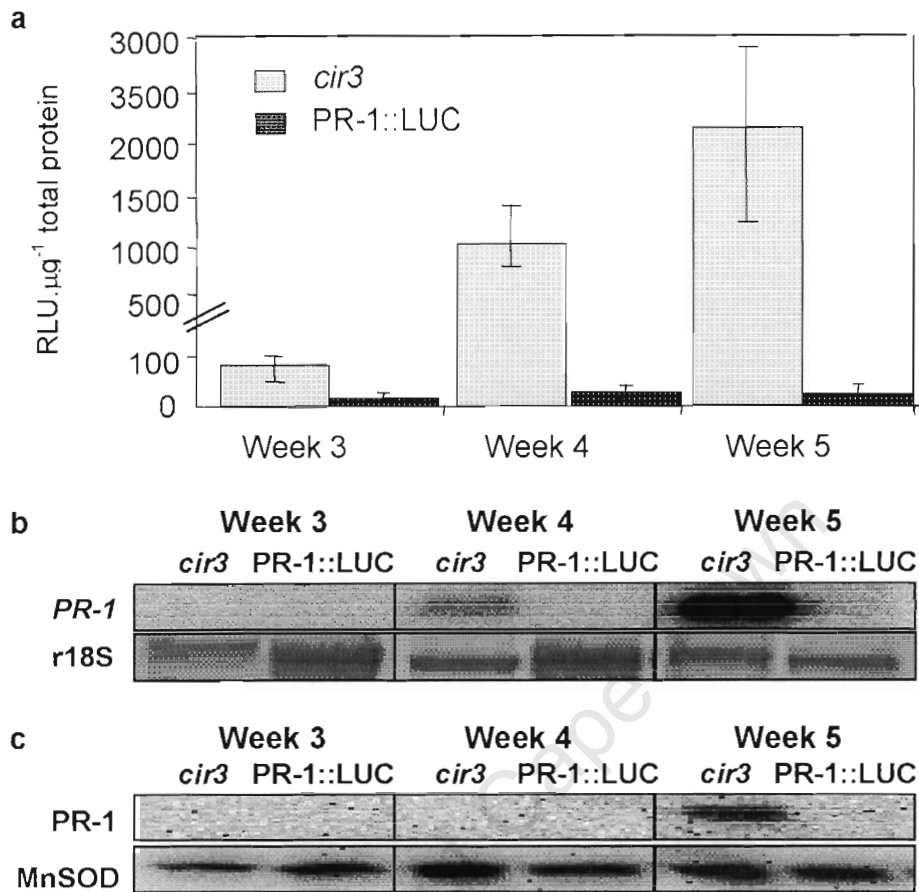 a
3000
3500
2000
1500
1000
500
100
0
RLU.µg⁻¹ total protein
cir3
PR-1::LUC
Week 3 Week 4 Week 5
b
Week 3 Week 4 Week 5
cir3 PR-1::LUC cir3 PR-1::LUC cir3 PR-1::LUC
PR-1
r18S
c
Week 3 Week 4 Week 5
cir3 PR-1::LUC cir3 PR-1::LUC cir3 PR-1::LUC
PR-1
MnSOD
Cape